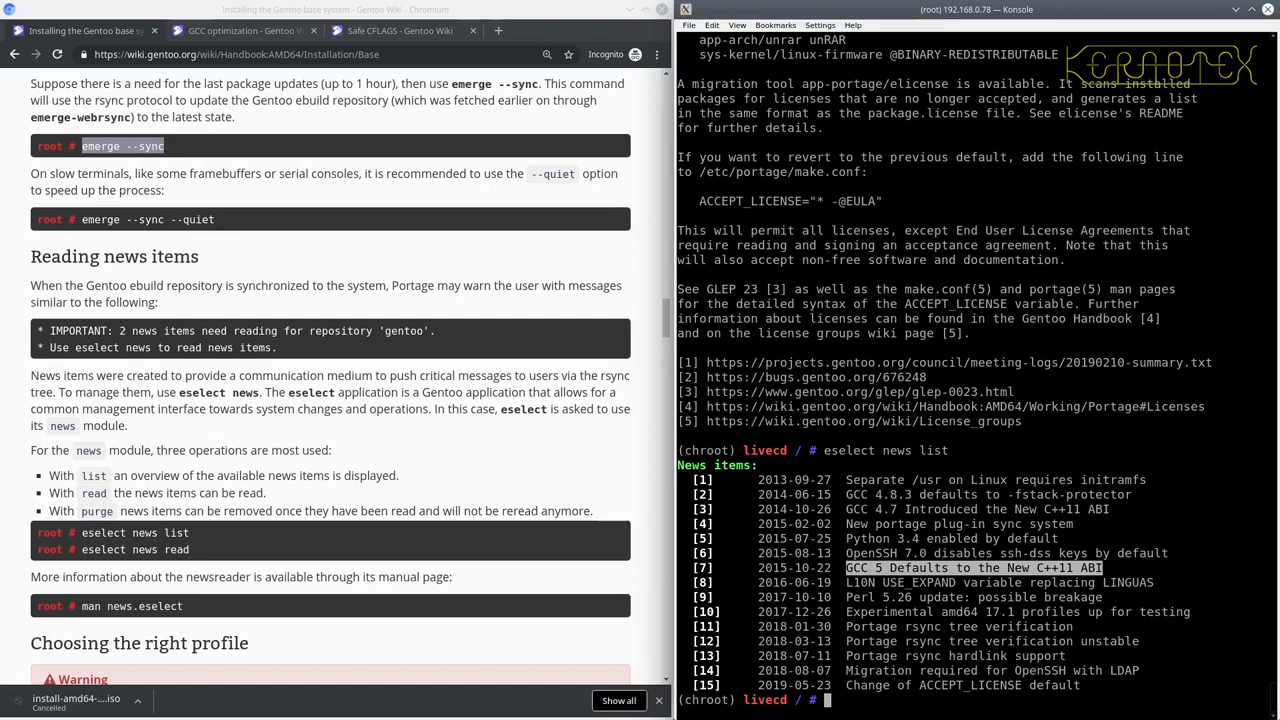 Installing the Gentoo base system - Gentoo Wiki - Chromium
Installing the Gentoo base sy
GCC optimization - Gentoo W
Safe CFLAGS - Gentoo Wiki
https://wiki.gentoo.org/wiki/Handbook:AMD64/Installation/Base
Incognito
Suppose there is a need for the last package updates (up to 1 hour), then use emerge --sync. This command
will use the rsync protocol to update the Gentoo ebuild repository (which was fetched earlier on through
emerge-webrsync) to the latest state.
root # emerge --sync
On slow terminals, like some framebuffers or serial consoles, it is recommended to use the --quiet option
to speed up the process:
root # emerge --sync --quiet
Reading news items
When the Gentoo ebuild repository is synchronized to the system, Portage may warn the user with messages
similar to the following:
* IMPORTANT: 2 news items need reading for repository 'gentoo'.
* Use eselect news to read news items.
News items were created to provide a communication medium to push critical messages to users via the rsync
tree. To manage them, use eselect news. The eselect application is a Gentoo application that allows for a
common management interface towards system changes and operations. In this case, eselect is asked to use
its news module.
For the news module, three operations are most used:
With list an overview of the available news items is displayed.
With read the news items can be read.
With purge news items can be removed once they have been read and will not be reread anymore.
root # eselect news list
root # eselect news read
More information about the newsreader is available through its manual page:
root # man news.eselect
Choosing the right profile
Warning
install-amd64-....iso
Cancelled
Show all
(root) 192.168.0.78 — Konsole
File Edit View Bookmarks Settings Help
app-arch/unrar unRAR
sys-kernel/linux-firmware @BINARY-REDISTRIBUTABLE
A migration tool app-portage/elicense is available. It scans installed
packages for licenses that are no longer accepted, and generates a list
in the same format as the package.license file. See elicense's README
for further details.
If you want to revert to the previous default, add the following line
to /etc/portage/make.conf:
ACCEPT_LICENSE="* -@EULA"
This will permit all licenses, except End User License Agreements that
require reading and signing an acceptance agreement. Note that this
will also accept non-free software and documentation.
See GLEP 23 [3] as well as the make.conf(5) and portage(5) man pages
for the detailed syntax of the ACCEPT_LICENSE variable. Further
information about licenses can be found in the Gentoo Handbook [4]
and on the license groups wiki page [5].
[1] https://projects.gentoo.org/council/meeting-logs/20190210-summary.txt
[2] https://bugs.gentoo.org/676248
[3] https://www.gentoo.org/glep/glep-0023.html
[4] https://wiki.gentoo.org/wiki/Handbook:AMD64/Working/Portage#Licenses
[5] https://wiki.gentoo.org/wiki/License_groups
(chroot) livecd / # eselect news list
News items:
[1] 2013-09-27 Separate /usr on Linux requires initramfs
[2] 2014-06-15 GCC 4.8.3 defaults to -fstack-protector
[3] 2014-10-26 GCC 4.7 Introduced the New C++11 ABI
[4] 2015-02-02 New portage plug-in sync system
[5] 2015-07-25 Python 3.4 enabled by default
[6] 2015-08-13 OpenSSH 7.0 disables ssh-dss keys by default
[7] 2015-10-22 GCC 5 Defaults to the New C++11 ABI
[8] 2016-06-19 L10N USE_EXPAND variable replacing LINGUAS
[9] 2017-10-10 Perl 5.26 update: possible breakage
[10] 2017-12-26 Experimental amd64 17.1 profiles up for testing
[11] 2018-01-30 Portage rsync tree verification
[12] 2018-03-13 Portage rsync tree verification unstable
[13] 2018-07-11 Portage rsync hardlink support
[14] 2018-08-07 Migration required for OpenSSH with LDAP
[15] 2019-05-23 Change of ACCEPT_LICENSE default
(chroot) livecd / #